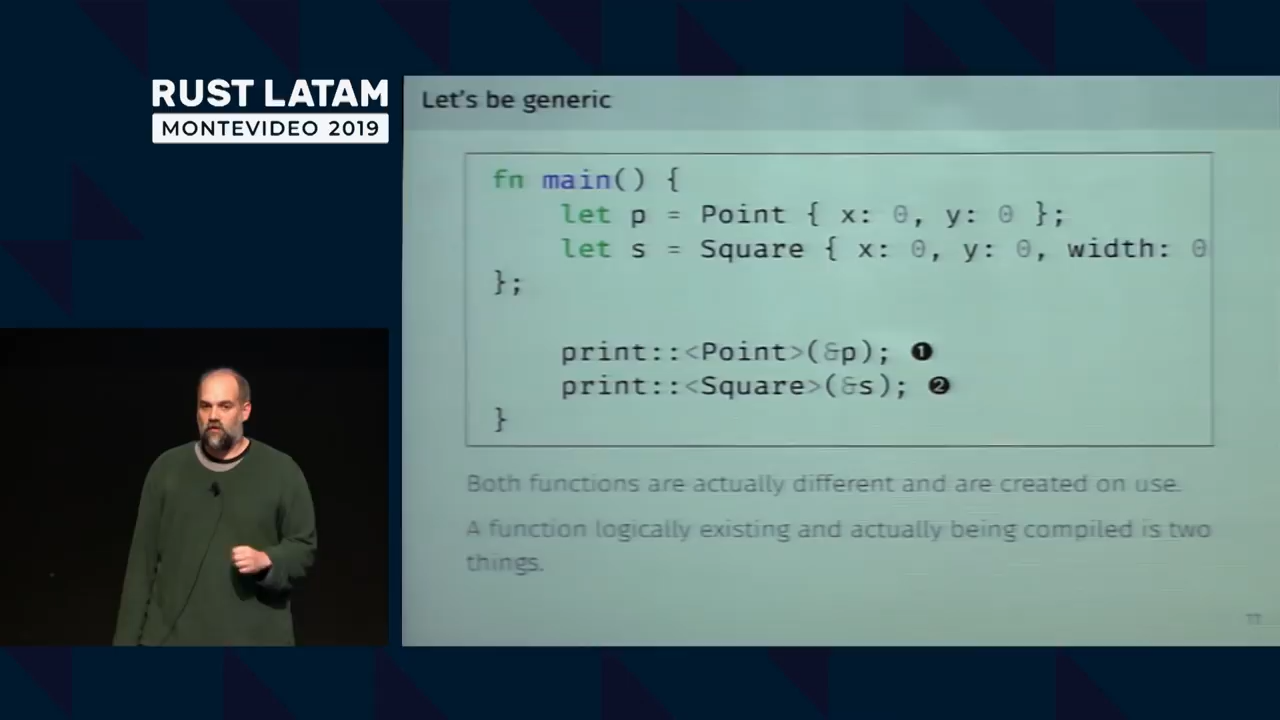 RUST LATAM
MONTEVIDEO 2019
Let's be generic
fn main() {
    let p = Point { x: 0, y: 0 };
    let s = Square { x: 0, y: 0, width: 0
};
    print::<Point>(&p); ❶
    print::<Square>(&s); ❷
}
Both functions are actually different and are created on use.
A function logically existing and actually being compiled is two
things.